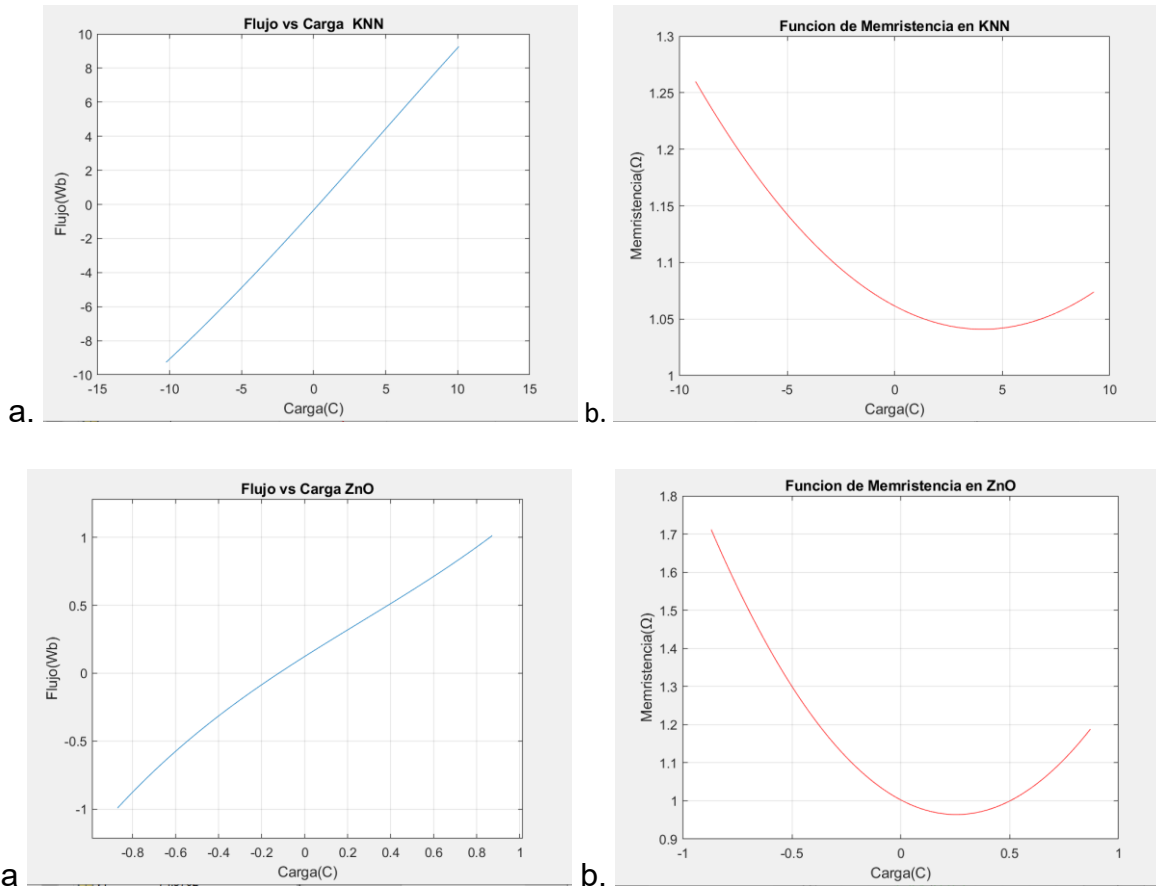 Flujo vs Carga KNN
10
8
6
4
2
0
-2
-4
-6
-8
-10
Flujo(Wb)
-15 -10 -5 0 5 10 15
Carga(C)
a.
Funcion de Memristencia en KNN
1.3
1.25
1.2
1.15
1.1
1.05
1
Memristencia(Ω)
-10 -5 0 5 10
Carga(C)
b.
Flujo vs Carga ZnO
1
0.5
0
-0.5
-1
Flujo(Wb)
-0.8 -0.6 -0.4 -0.2 0 0.2 0.4 0.6 0.8 1
Carga(C)
a
Funcion de Memristencia en ZnO
1.8
1.7
1.6
1.5
1.4
1.3
1.2
1.1
1
0.9
Memristencia(Ω)
-1 -0.5 0 0.5 1
Carga(C)
b.